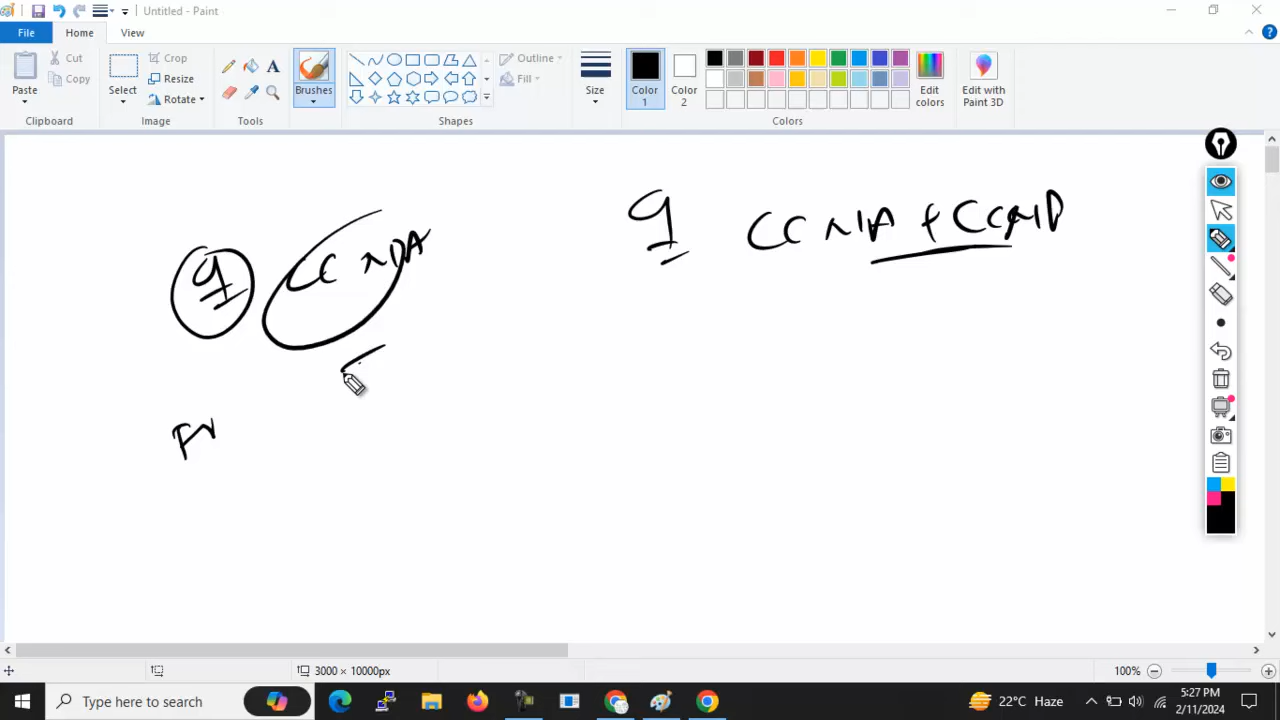 Untitled - Paint
File Home View
Paste Cut Copy Select Crop Resize Rotate Brushes Outline Fill Size Color 1 Color 2 Edit colors Edit with Paint 3D
Clipboard Image Tools Shapes Colors
9 CCNA + CCNP
9 CCNA
3000 × 10000px 100%
Type here to search 22°C Haze 5:27 PM
2/11/2024